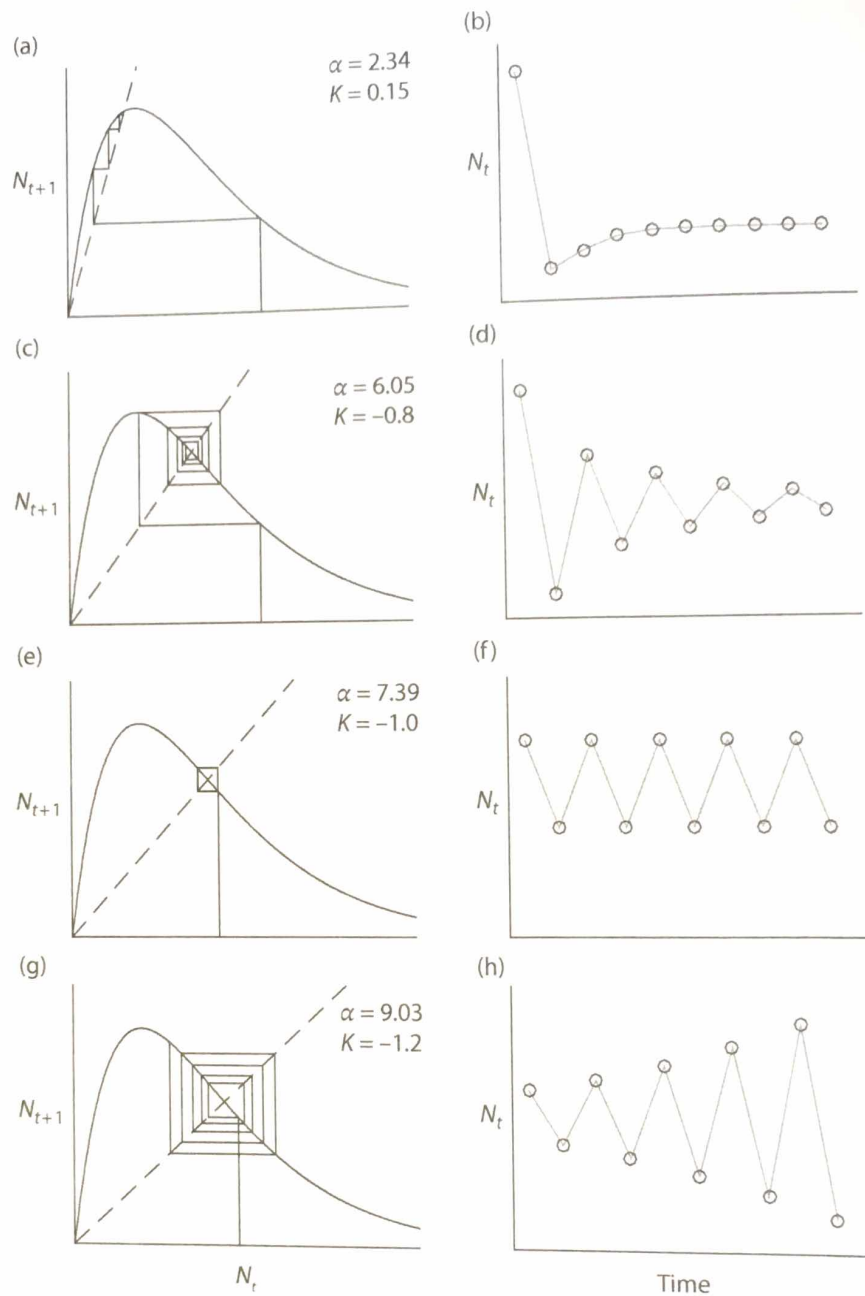 (a)
α = 2.34
K = 0.15
N_{t+1}
(b)
N_t
(c)
α = 6.05
K = –0.8
N_{t+1}
(d)
N_t
(e)
α = 7.39
K = –1.0
N_{t+1}
(f)
N_t
(g)
α = 9.03
K = –1.2
N_{t+1}
N_t
(h)
N_t
Time